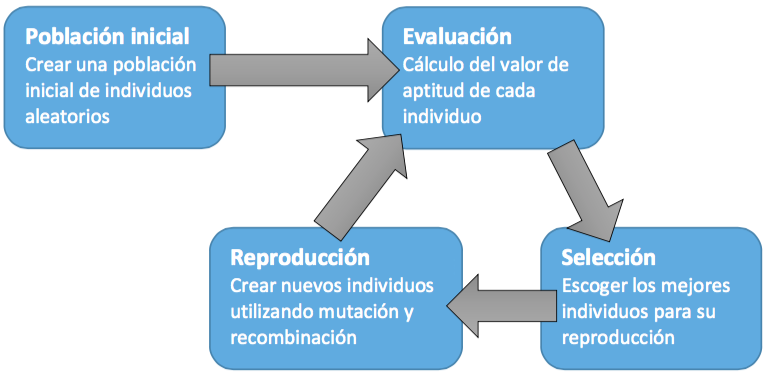 Población inicial
Crear una población
inicial de individuos
aleatorios
Evaluación
Cálculo del valor de
aptitud de cada
individuo
Reproducción
Crear nuevos individuos
utilizando mutación y
recombinación
Selección
Escoger los mejores
individuos para su
reproducción